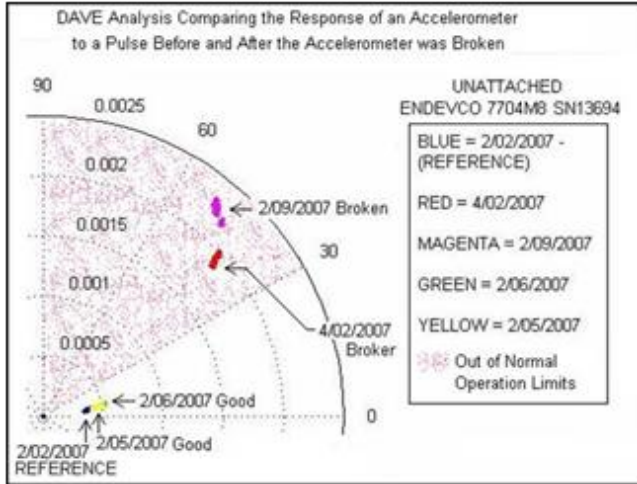 DAVE Analysis Comparing the Response of an Accelerometer
to a Pulse Before and After the Accelerometer was Broken
90
0.0025
60
0.002
0.0015
0.001
0.0005
30
0
2/09/2007 Broken
4/02/2007
Broker
2/06/2007 Good
2/05/2007 Good
2/02/2007
REFERENCE
UNATTACHED
ENDEVCO 7704M8 SN13694
BLUE = 2/02/2007 -
(REFERENCE)
RED = 4/02/2007
MAGENTA = 2/09/2007
GREEN = 2/06/2007
YELLOW = 2/05/2007
Out of Normal
Operation Limits